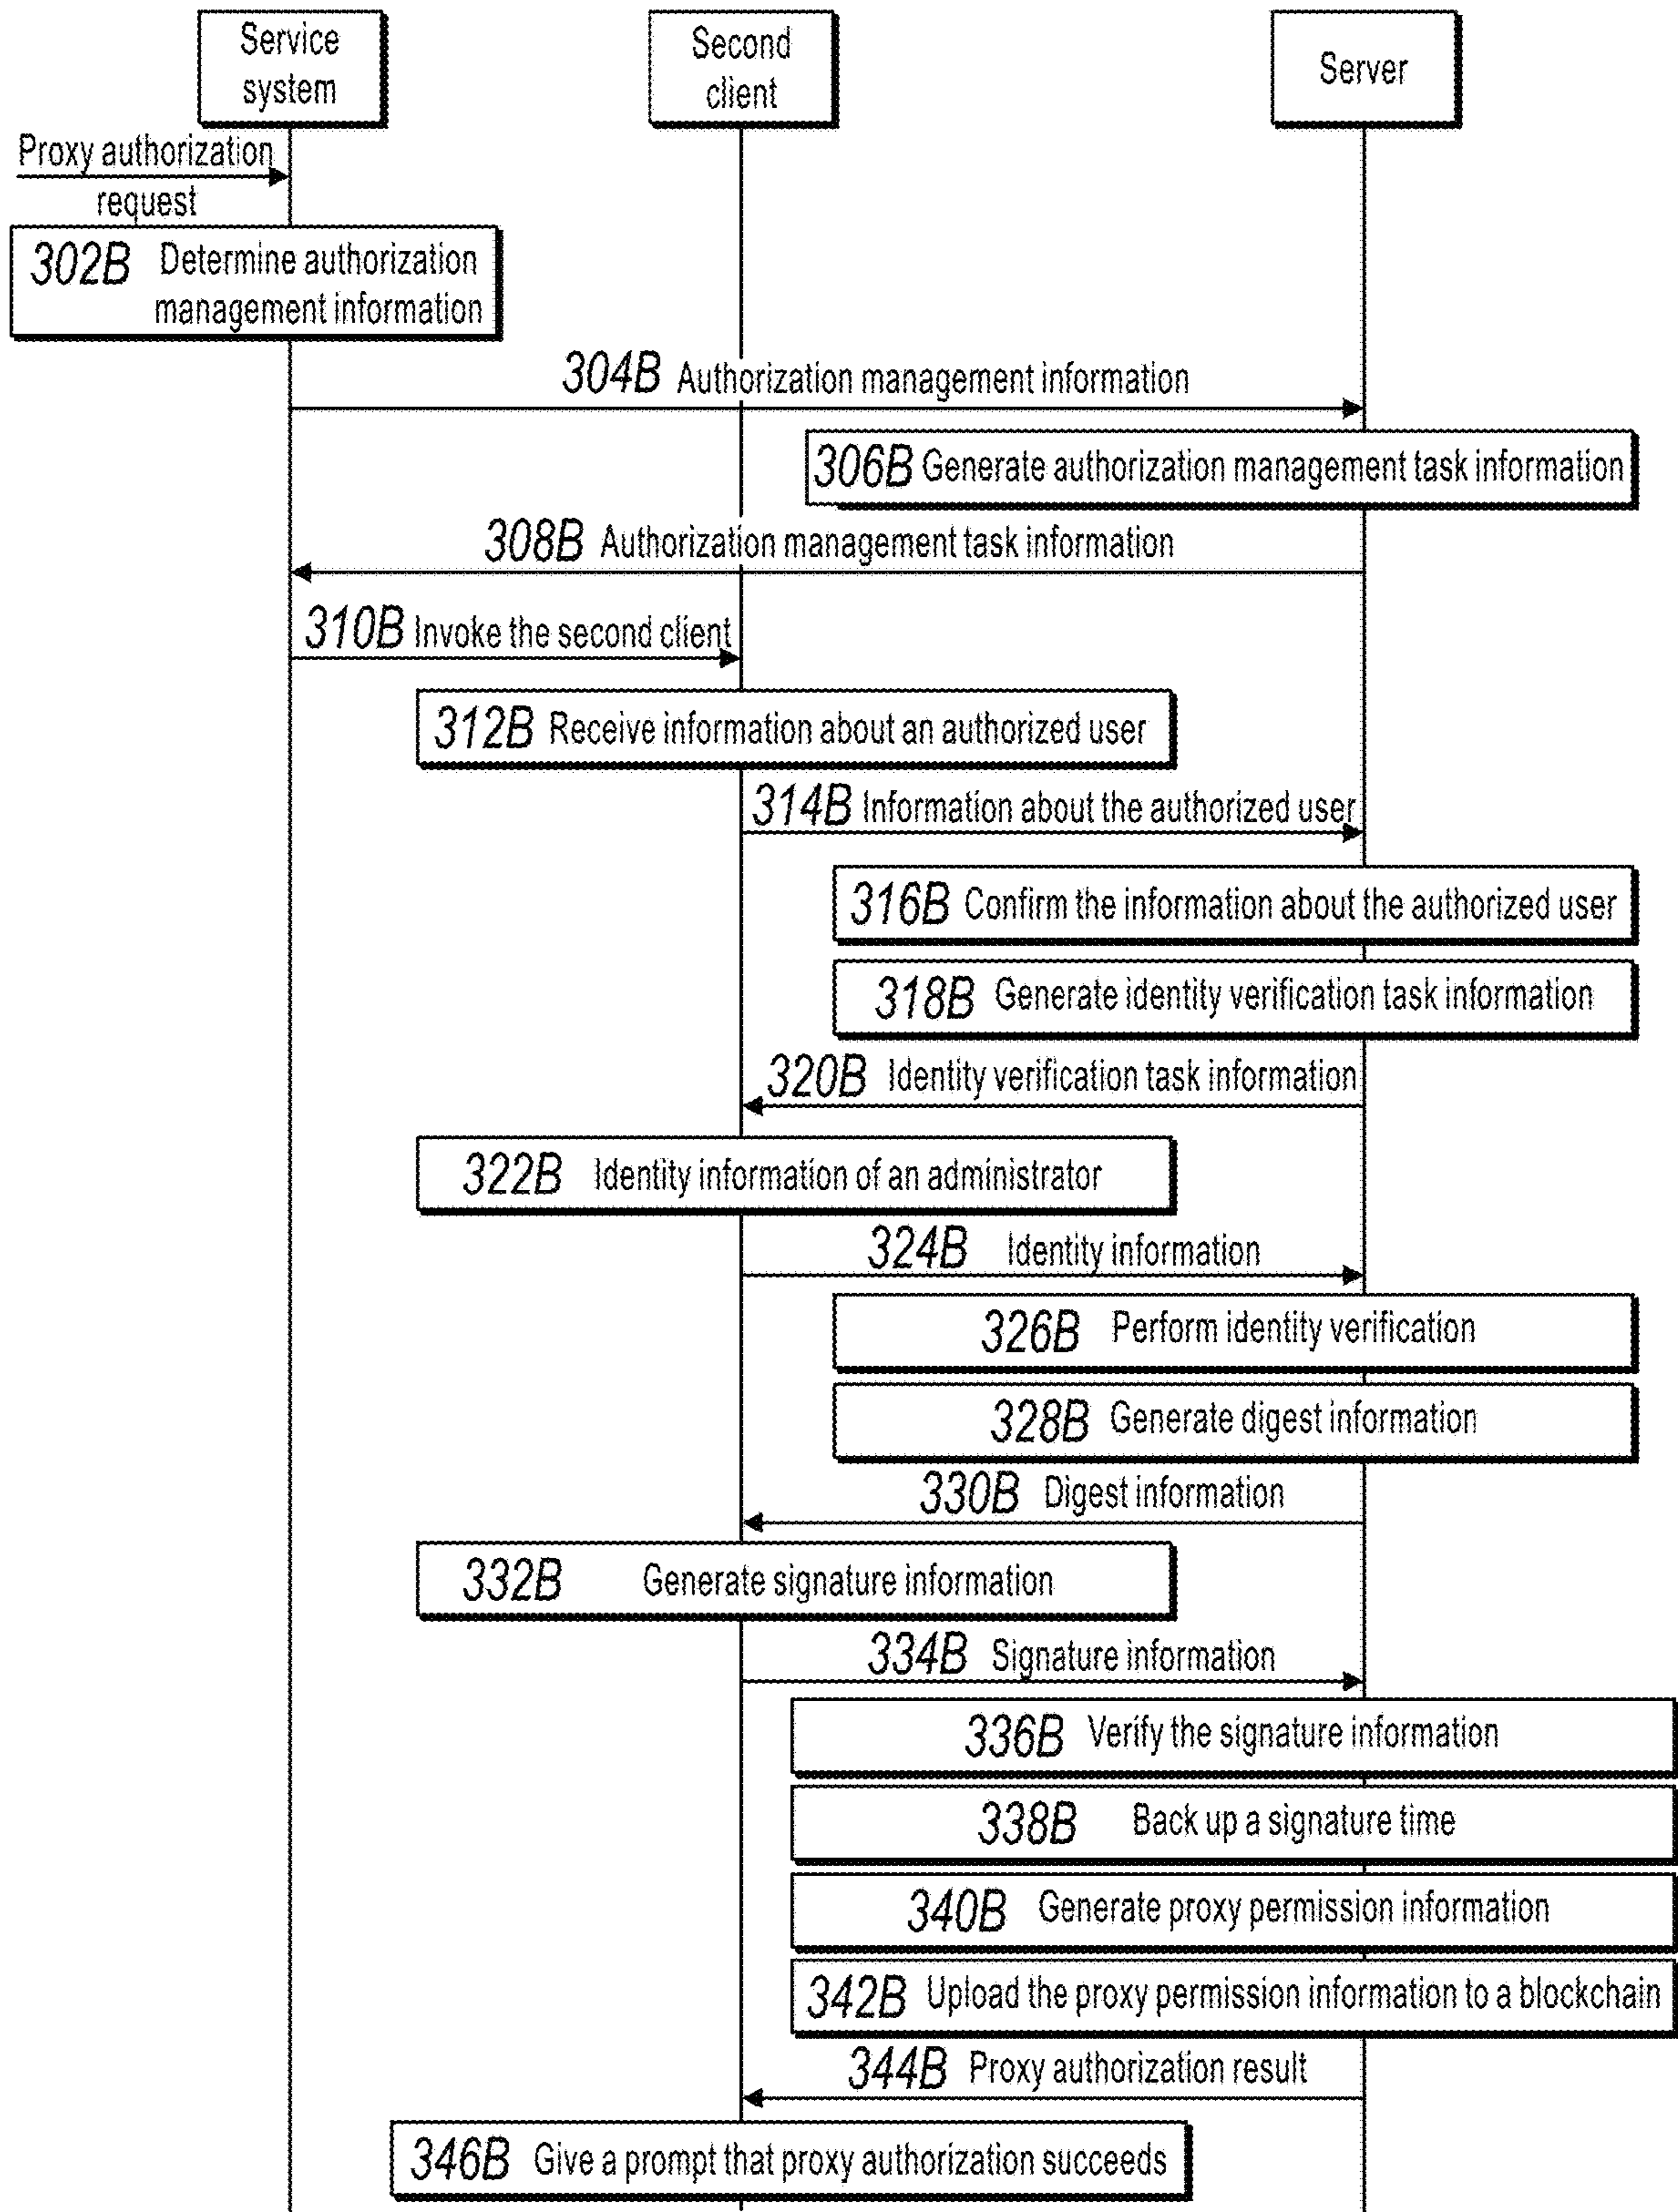 Service
system
Second
client
Server
Proxy authorization
request
302B Determine authorization
management information
304B Authorization management information
306B Generate authorization management task information
308B Authorization management task information
310B Invoke the second client
312B Receive information about an authorized user
314B Information about the authorized user
316B Confirm the information about the authorized user
318B Generate identity verification task information
320B Identity verification task information
322B Identity information of an administrator
324B Identity information
326B Perform identity verification
328B Generate digest information
330B Digest information
332B Generate signature information
334B Signature information
336B Verify the signature information
338B Back up a signature time
340B Generate proxy permission information
342B Upload the proxy permission information to a blockchain
344B Proxy authorization result
346B Give a prompt that proxy authorization succeeds